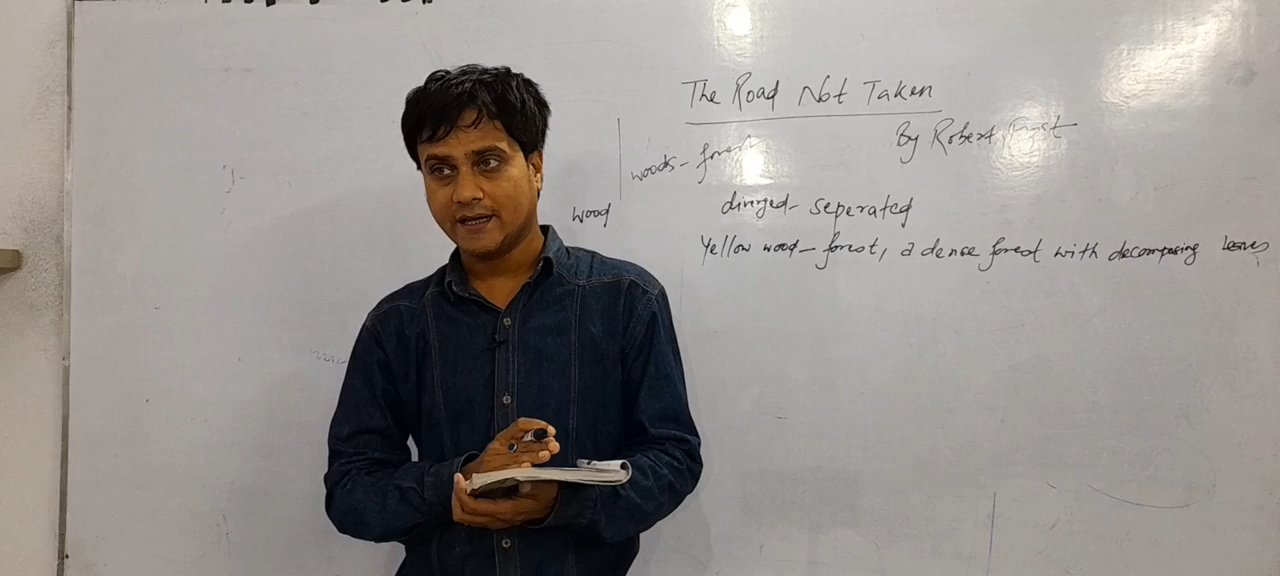 The Road Not Taken
By Robert Frost
woods - forest
wood
diverged - seperated
Yellow wood - forest, a dense forest with decomposing leaves